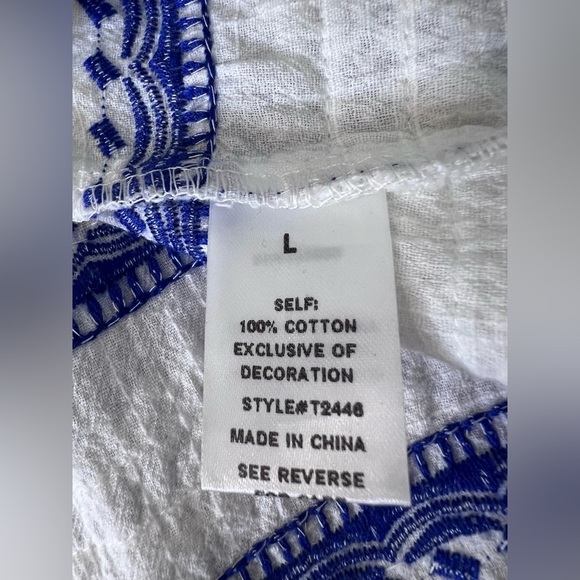 L
SELF:
100% COTTON
EXCLUSIVE OF
DECORATION
STYLE#T2446
MADE IN CHINA
SEE REVERSE